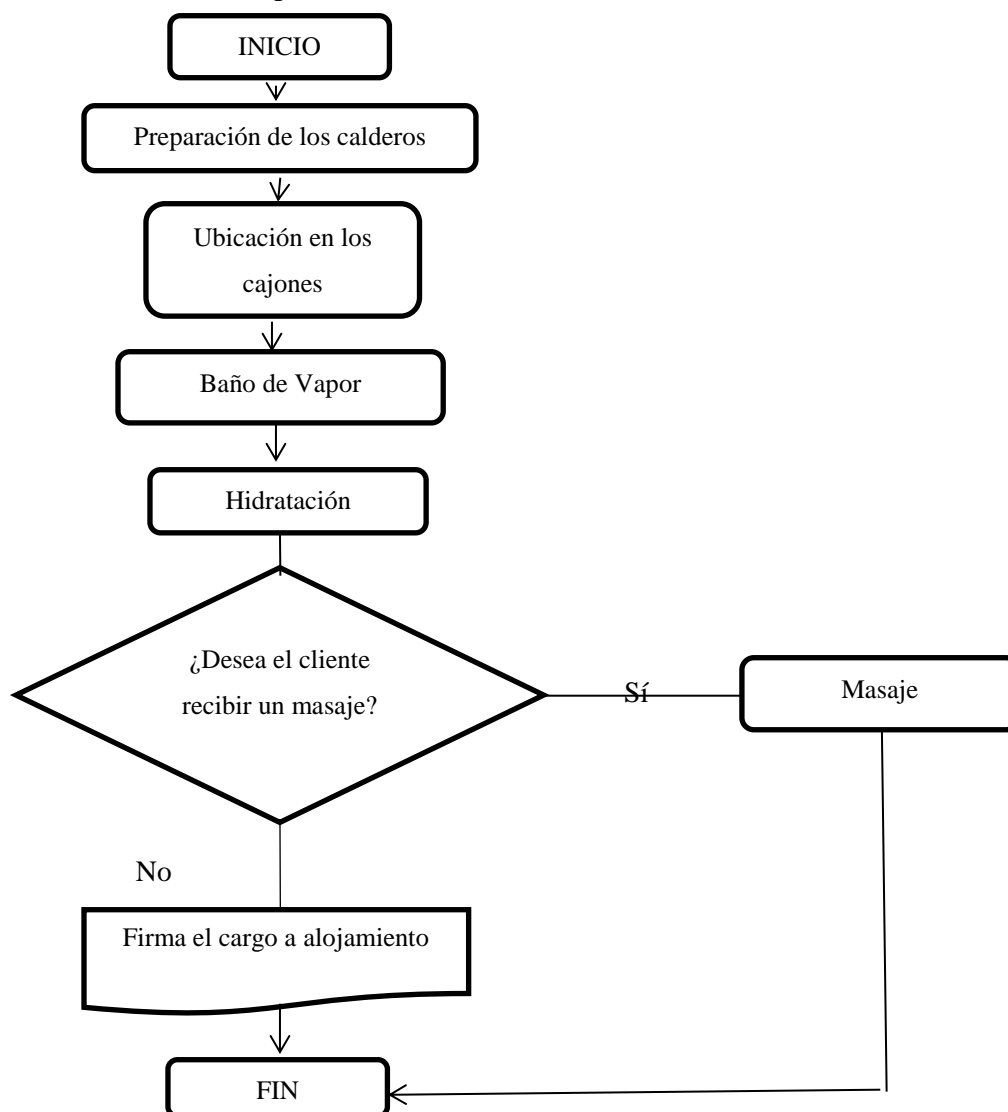 INICIO
Preparación de los calderos
Ubicación en los
cajones
Baño de Vapor
Hidratación
¿Desea el cliente
recibir un masaje?
Sí
Masaje
No
Firma el cargo a alojamiento
FIN